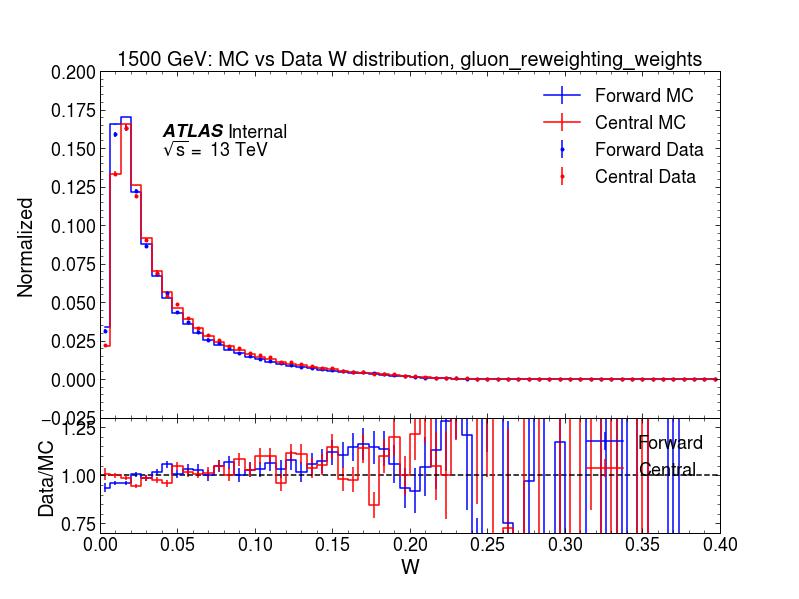 1500 GeV: MC vs Data W distribution, gluon_reweighting_weights
0.200
0.175
0.150
0.125
0.100
0.075
0.050
0.025
0.000
−0.025
Normalized
ATLAS Internal
√s = 13 TeV
Forward MC
Central MC
Forward Data
Central Data
1.25
1.00
0.75
Data/MC
Forward
Central
0.00 0.05 0.10 0.15 0.20 0.25 0.30 0.35 0.40
W